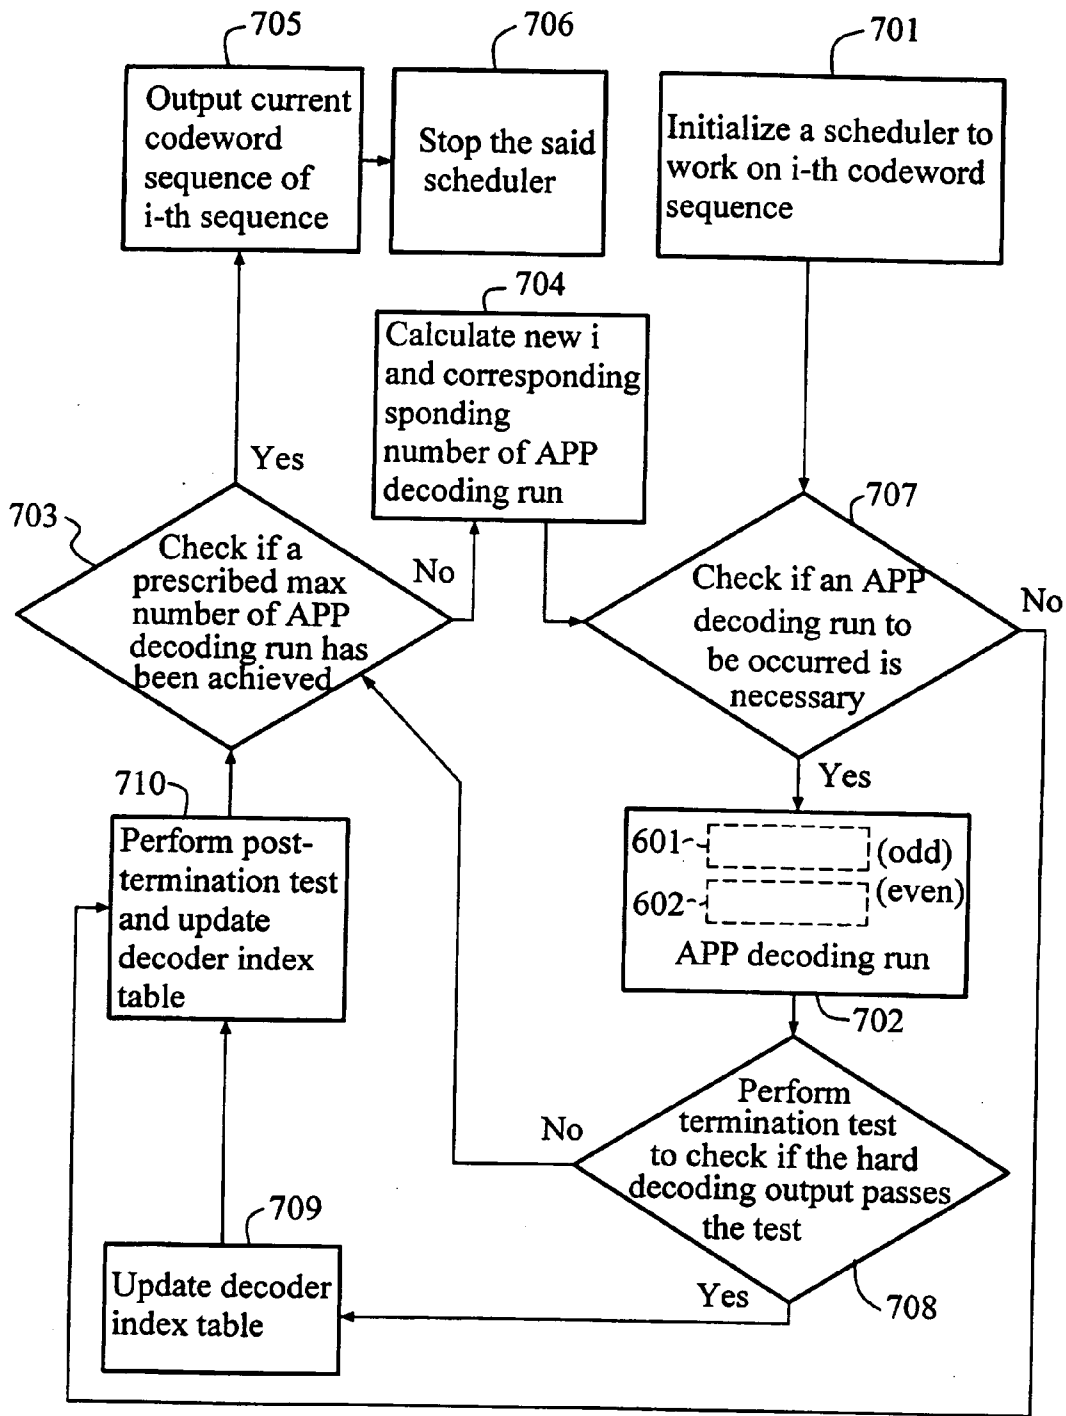 705
706
701
Output current
codeword
sequence of
i-th sequence
Stop the said
scheduler
Initialize a scheduler to
work on i-th codeword
sequence
704
Calculate new i
and corresponding
sponding
number of APP
decoding run
Yes
703
Check if a
prescribed max
number of APP
decoding run has
been achieved
No
707
Check if an APP
decoding run to
be occurred is
necessary
No
Yes
710
Perform post-
termination test
and update
decoder index
table
601
(odd)
602
(even)
APP decoding run
702
Perform
termination test
to check if the hard
decoding output passes
the test
No
709
Update decoder
index table
Yes
708